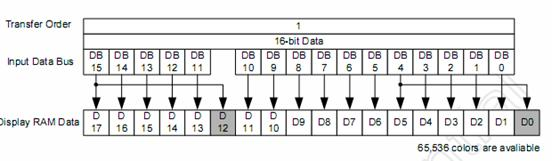 Transfer Order 1
16-bit Data
Input Data Bus DB 15 DB 14 DB 13 DB 12 DB 11 DB 10 DB 9 DB 8 DB 7 DB 6 DB 5 DB 4 DB 3 DB 2 DB 1 DB 0
Display RAM Data D 17 D 16 D 15 D 14 D 13 D 12 D 11 D 10 D9 D8 D7 D6 D5 D4 D3 D2 D1 D0
65,536 colors are avaliable